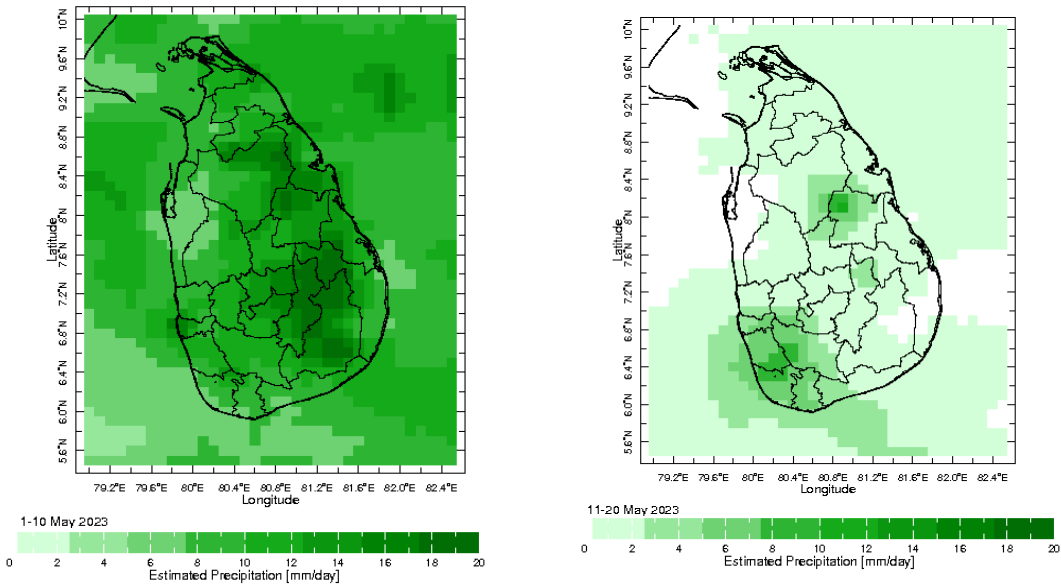 10°N
9.6°N
9.2°N
8.8°N
8.4°N
8°N
7.6°N
7.2°N
6.8°N
6.4°N
6.0°N
5.6°N
Latitude
79.2°E 79.6°E 80°E 80.4°E 80.8°E 81.2°E 81.6°E 82.0°E 82.4°E
Longitude
1-10 May 2023
0 2 4 6 8 10 12 14 16 18 20
Estimated Precipitation [mm/day]
10°N
9.6°N
9.2°N
8.8°N
8.4°N
8°N
7.6°N
7.2°N
6.8°N
6.4°N
6.0°N
5.6°N
Latitude
79.2°E 79.6°E 80°E 80.4°E 80.8°E 81.2°E 81.6°E 82.0°E 82.4°E
Longitude
11-20 May 2023
0 2 4 6 8 10 12 14 16 18 20
Estimated Precipitation [mm/day]